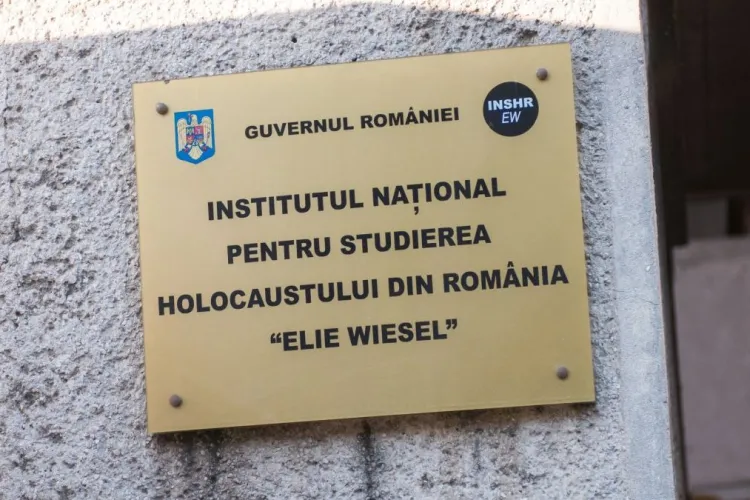 GUVERNUL ROMÂNIEI
INSHR
EW
INSTITUTUL NAȚIONAL
PENTRU STUDIEREA
HOLOCAUSTULUI DIN ROMÂNIA
“ELIE WIESEL”